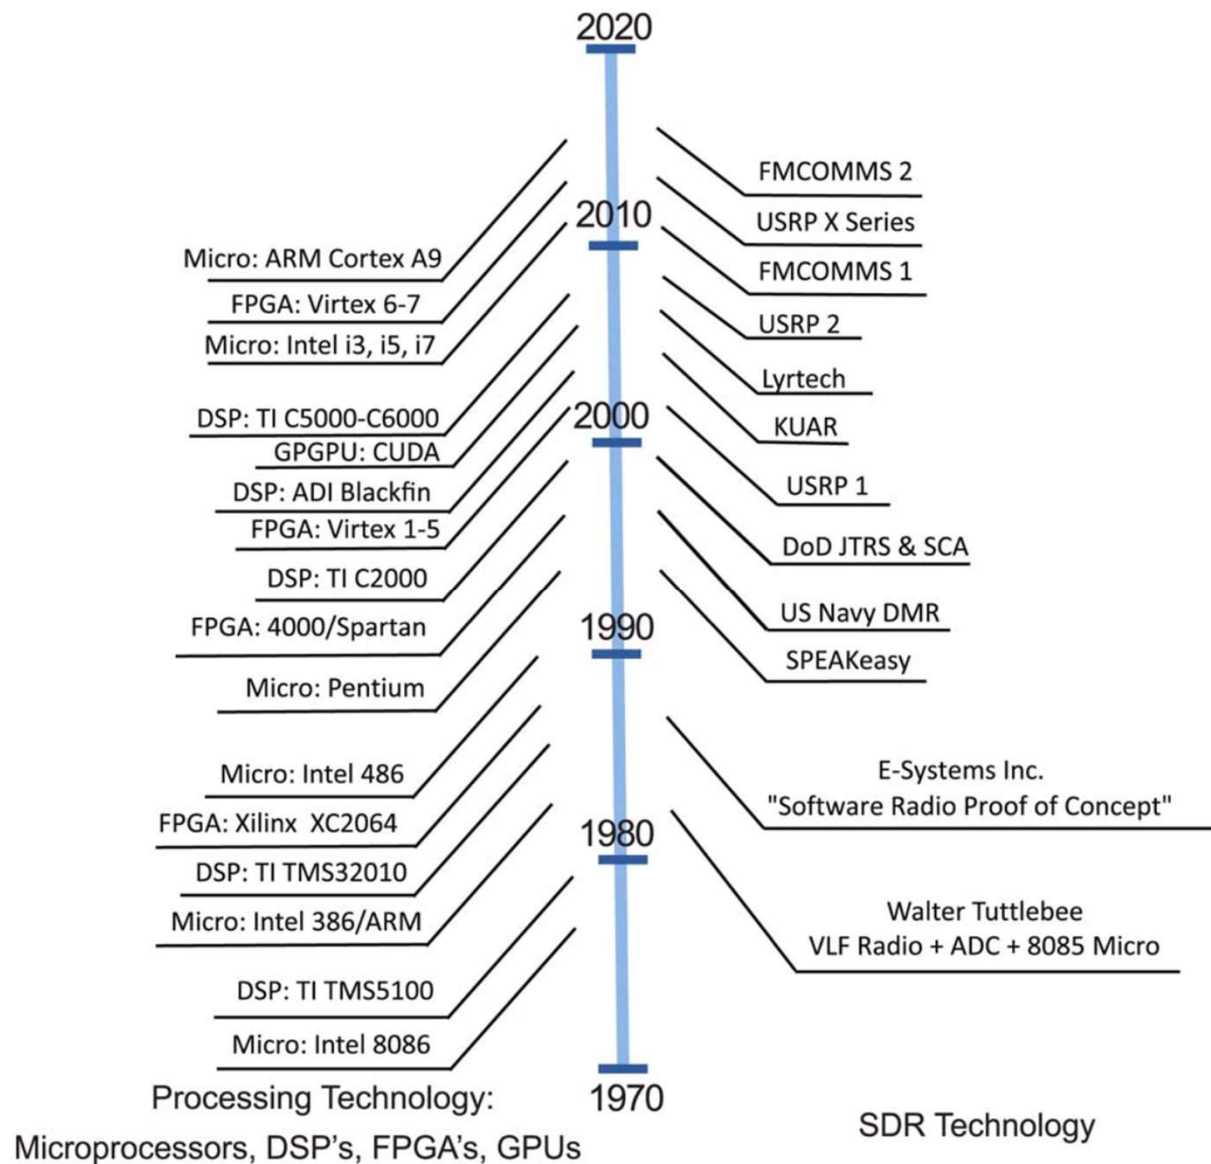 2020
FMCOMMS 2
2010
USRP X Series
Micro: ARM Cortex A9
FMCOMMS 1
FPGA: Virtex 6-7
USRP 2
Micro: Intel i3, i5, i7
Lyrtech
DSP: TI C5000-C6000
2000
KUAR
GPGPU: CUDA
DSP: ADI Blackfin
USRP 1
FPGA: Virtex 1-5
DoD JTRS & SCA
DSP: TI C2000
US Navy DMR
FPGA: 4000/Spartan
1990
SPEAKeasy
Micro: Pentium
Micro: Intel 486
E-Systems Inc.
"Software Radio Proof of Concept"
FPGA: Xilinx  XC2064
1980
DSP: TI TMS32010
Micro: Intel 386/ARM
Walter Tuttlebee
VLF Radio + ADC + 8085 Micro
DSP: TI TMS5100
Micro: Intel 8086
1970
Processing Technology:
Microprocessors, DSP's, FPGA's, GPUs
SDR Technology